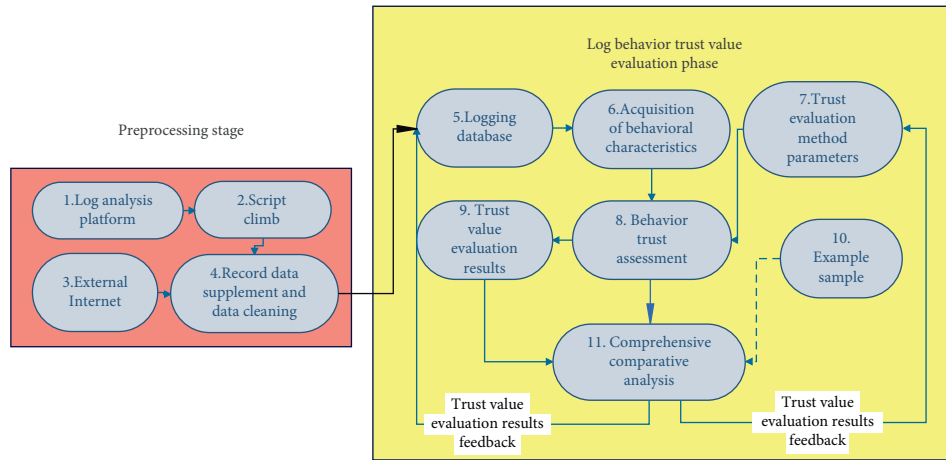 Preprocessing stage
1.Log analysis
platform
2.Script
climb
3.External
Internet
4.Record data
supplement and
data cleaning
Log behavior trust value
evaluation phase
5.Logging
database
6.Acquisition
of behavioral
characteristics
7.Trust
evaluation
method
parameters
9. Trust
value
evaluation
results
8. Behavior
trust
assessment
10.
Example
sample
11. Comprehensive
comparative
analysis
Trust value
evaluation results
feedback
Trust value
evaluation results
feedback